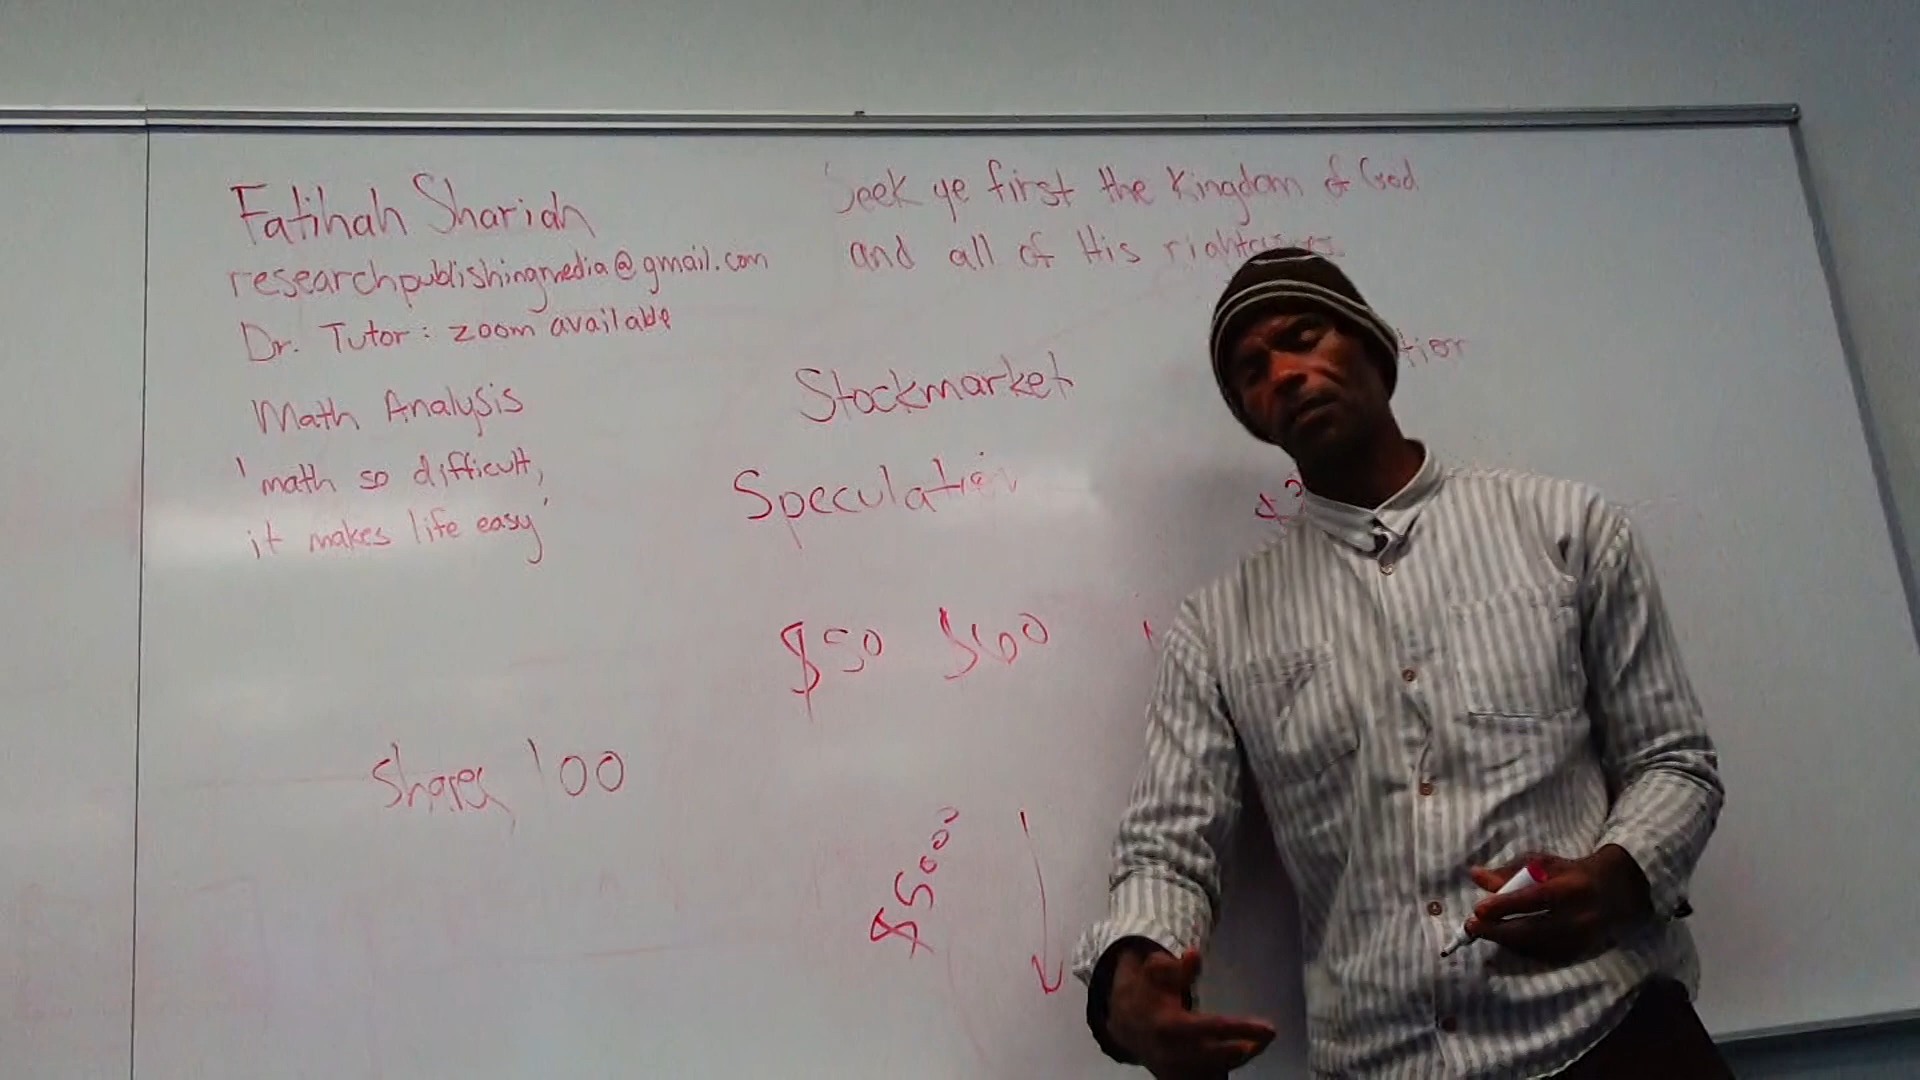 Fatihah Shariah
researchpublishingmedia@gmail.com
Dr. Tutor: zoom available
Math Analysis
'math so difficult,
it makes life easy'
Seek ye first the Kingdom of God
and all of His
Stockmarket
Speculation
$50 $60
Shares 100
$5000